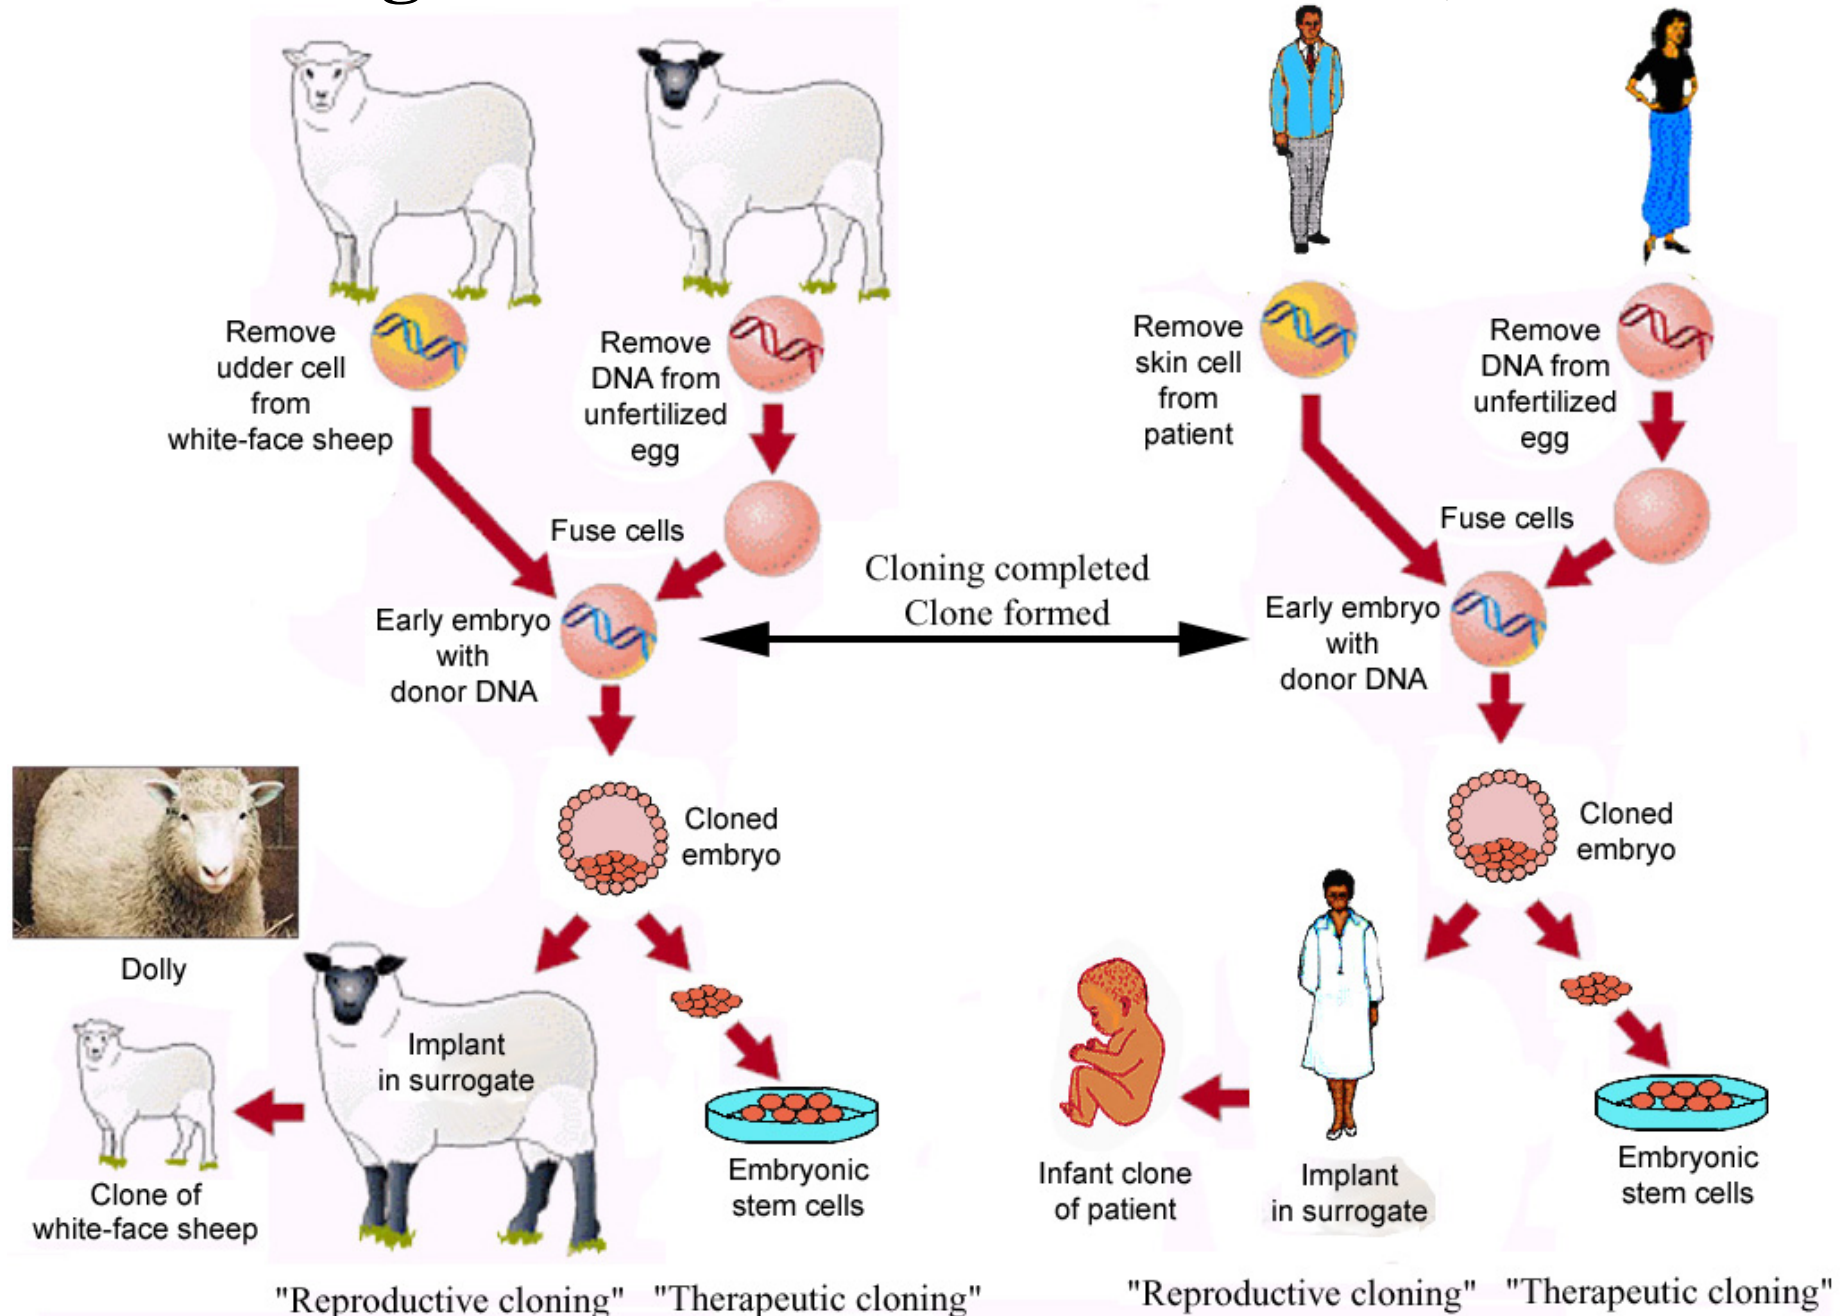 Remove
udder cell
from
white-face sheep
Remove
DNA from
unfertilized
egg
Fuse cells
Early embryo
with
donor DNA
Cloning completed
Clone formed
Remove
skin cell
from
patient
Remove
DNA from
unfertilized
egg
Fuse cells
Early embryo
with
donor DNA
Cloned
embryo
Dolly
Implant
in surrogate
Clone of
white-face sheep
Embryonic
stem cells
"Reproductive cloning"
"Therapeutic cloning"
Cloned
embryo
Infant clone
of patient
Implant
in surrogate
Embryonic
stem cells
"Reproductive cloning"
"Therapeutic cloning"